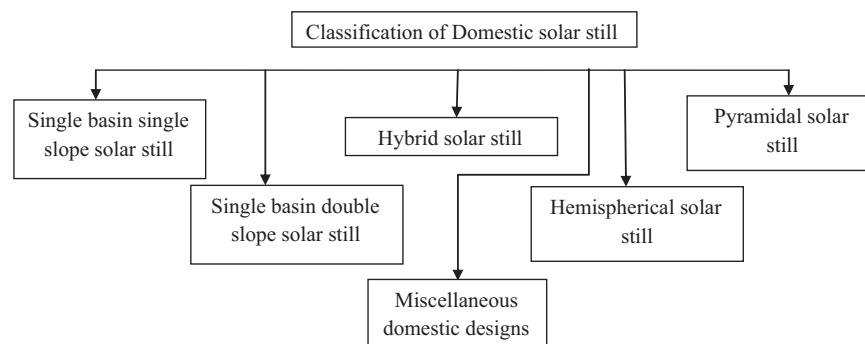 Classification of Domestic solar still
Single basin single
slope solar still
Single basin double
slope solar still
Hybrid solar still
Miscellaneous
domestic designs
Hemispherical solar
still
Pyramidal solar
still